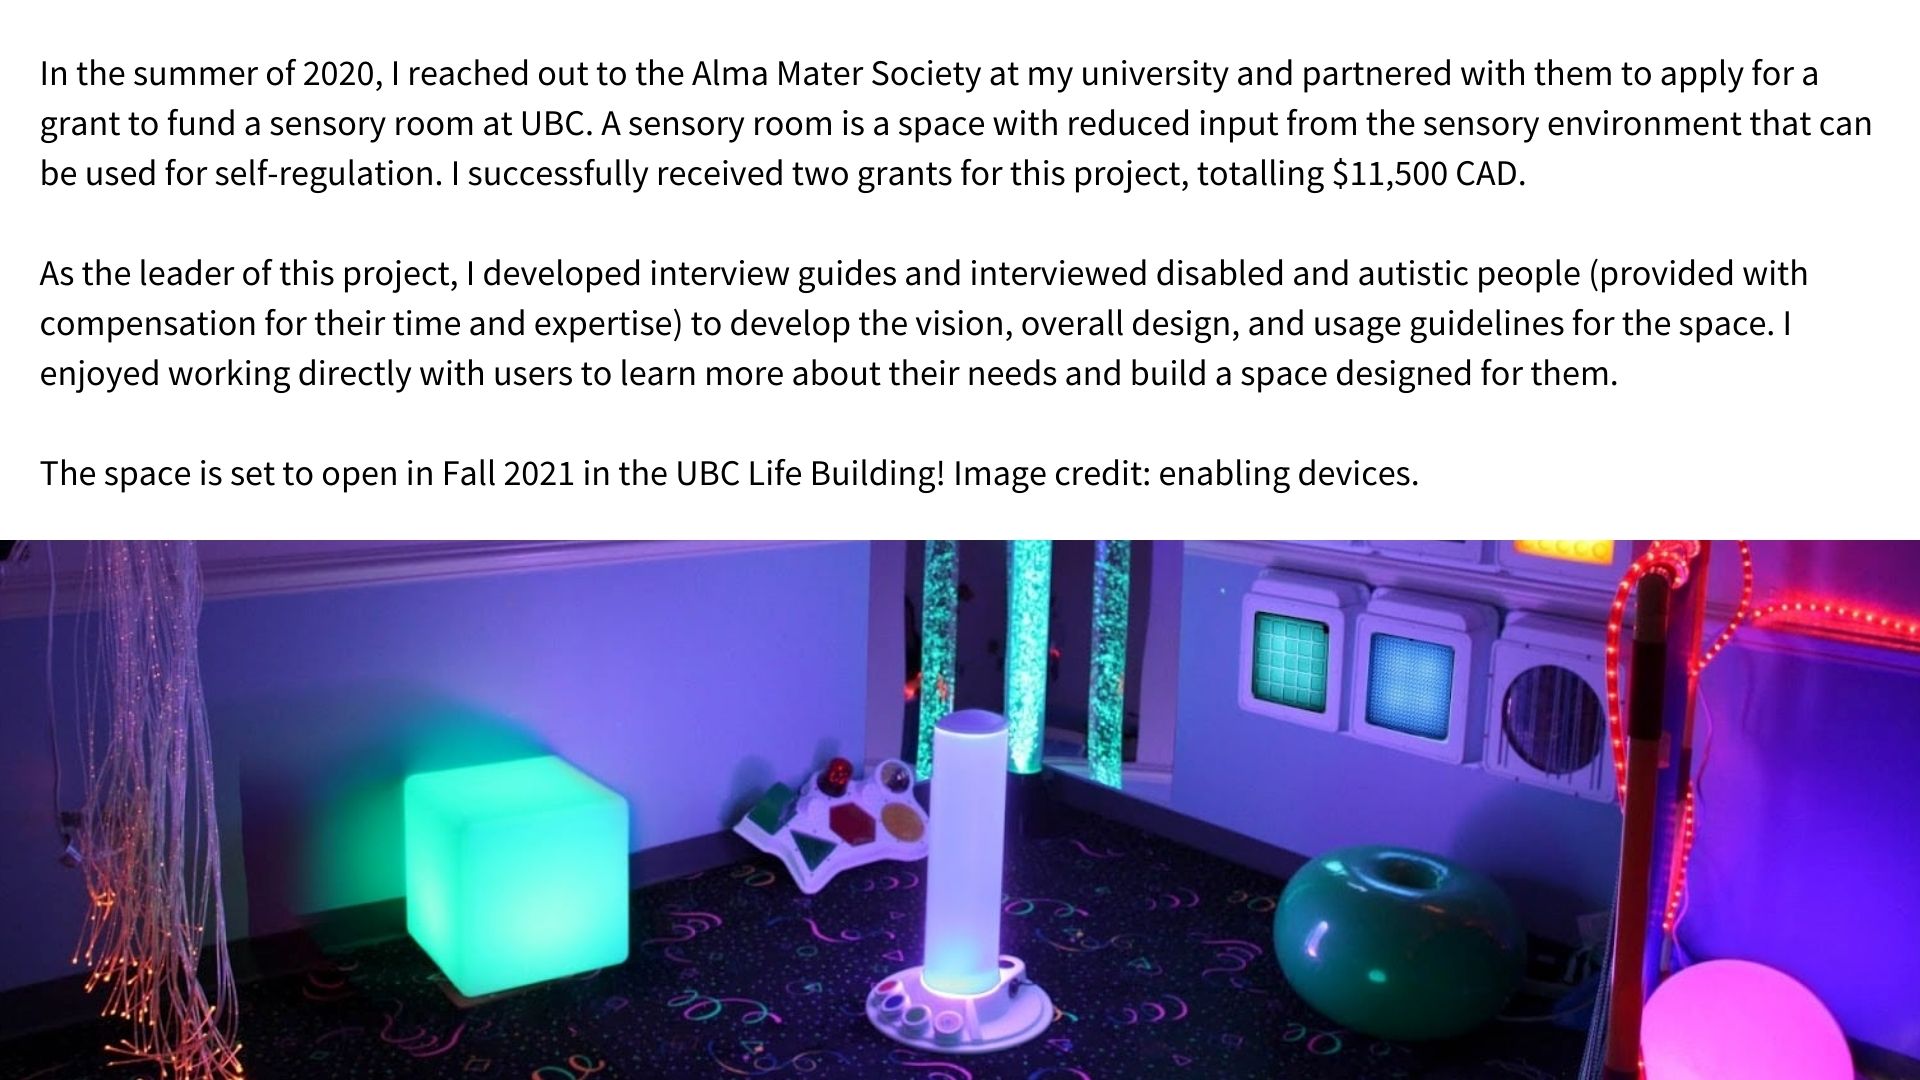 In the summer of 2020, I reached out to the Alma Mater Society at my university and partnered with them to apply for a
grant to fund a sensory room at UBC. A sensory room is a space with reduced input from the sensory environment that can
be used for self-regulation. I successfully received two grants for this project, totalling $11,500 CAD.
As the leader of this project, I developed interview guides and interviewed disabled and autistic people (provided with
compensation for their time and expertise) to develop the vision, overall design, and usage guidelines for the space. I
enjoyed working directly with users to learn more about their needs and build a space designed for them.
The space is set to open in Fall 2021 in the UBC Life Building! Image credit: enabling devices.